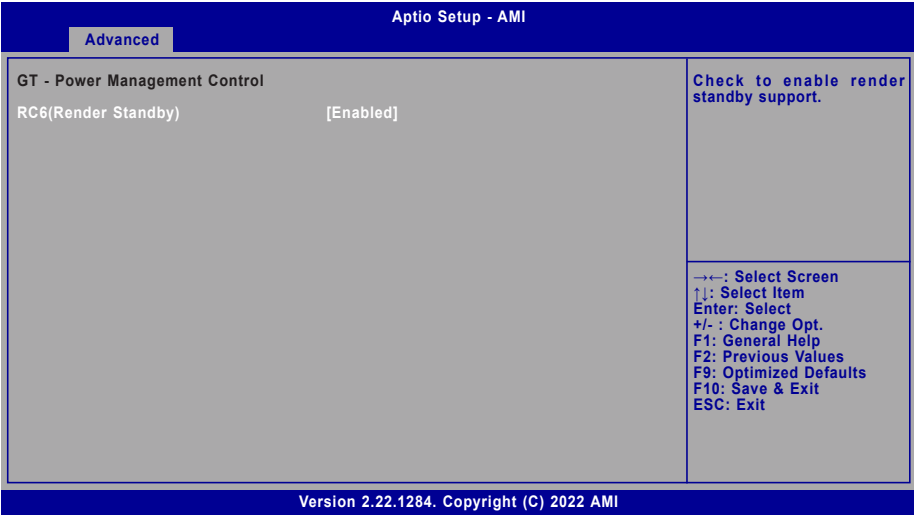 Aptio Setup - AMI
Advanced
GT - Power Management Control
RC6(Render Standby) [Enabled]
Check to enable render
standby support.
→←: Select Screen
↑↓: Select Item
Enter: Select
+/- : Change Opt.
F1: General Help
F2: Previous Values
F9: Optimized Defaults
F10: Save & Exit
ESC: Exit
Version 2.22.1284. Copyright (C) 2022 AMI